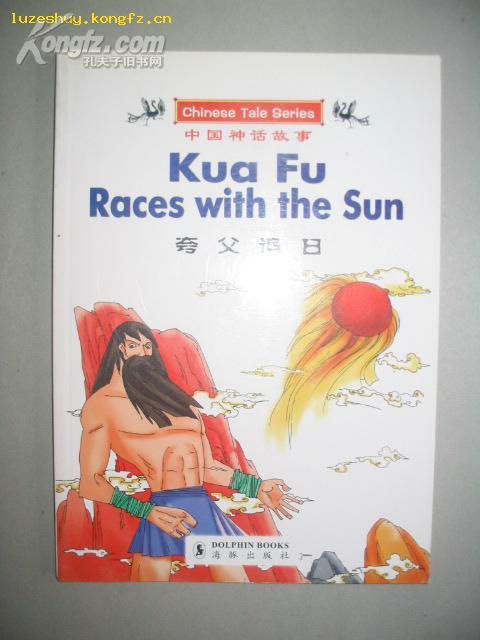 luzeshuy.kongfz.cn
Kongfz.com
孔夫子旧书网
Chinese Tale Series
中国神话故事
Kua Fu
Races with the Sun
夸父追日
DOLPHIN BOOKS
海豚出版社